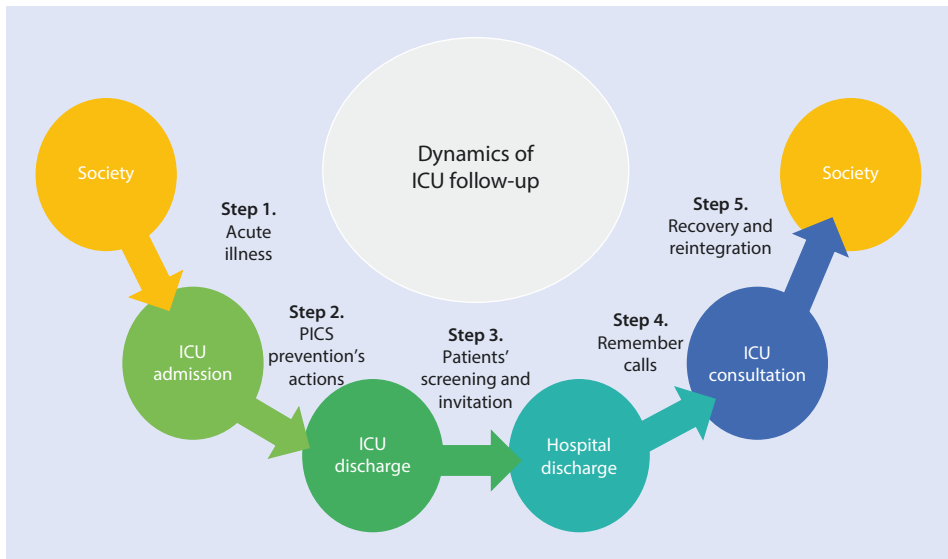 Dynamics of
ICU follow-up
Society
Step 1.
Acute
illness
ICU
admission
Step 2.
PICS
prevention’s
actions
ICU
discharge
Step 3.
Patients’
screening and
invitation
Hospital
discharge
Step 4.
Remember
calls
ICU
consultation
Step 5.
Recovery and
reintegration
Society